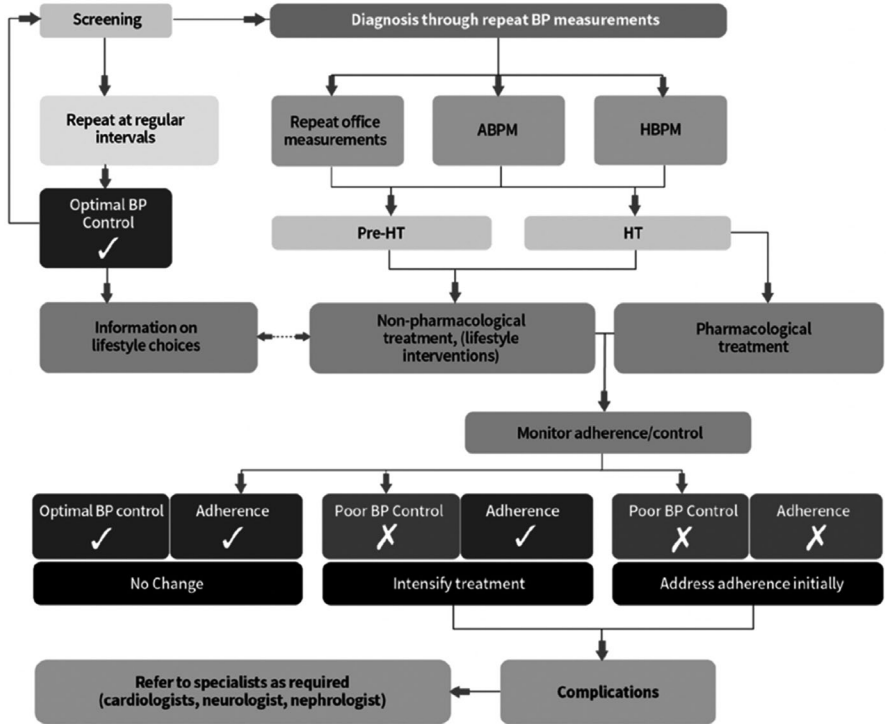 Screening
Diagnosis through repeat BP measurements
Repeat at regular
intervals
Repeat office
measurements
ABPM
HBPM
Optimal BP
Control
✓
Pre-HT
HT
Information on
lifestyle choices
Non-pharmacological
treatment, (lifestyle
interventions)
Pharmacological
treatment
Monitor adherence/control
Optimal BP control
✓
Adherence
✓
Poor BP Control
✗
Adherence
✓
Poor BP Control
✗
Adherence
✗
No Change
Intensify treatment
Address adherence initially
Refer to specialists as required
(cardiologists, neurologist, nephrologist)
Complications